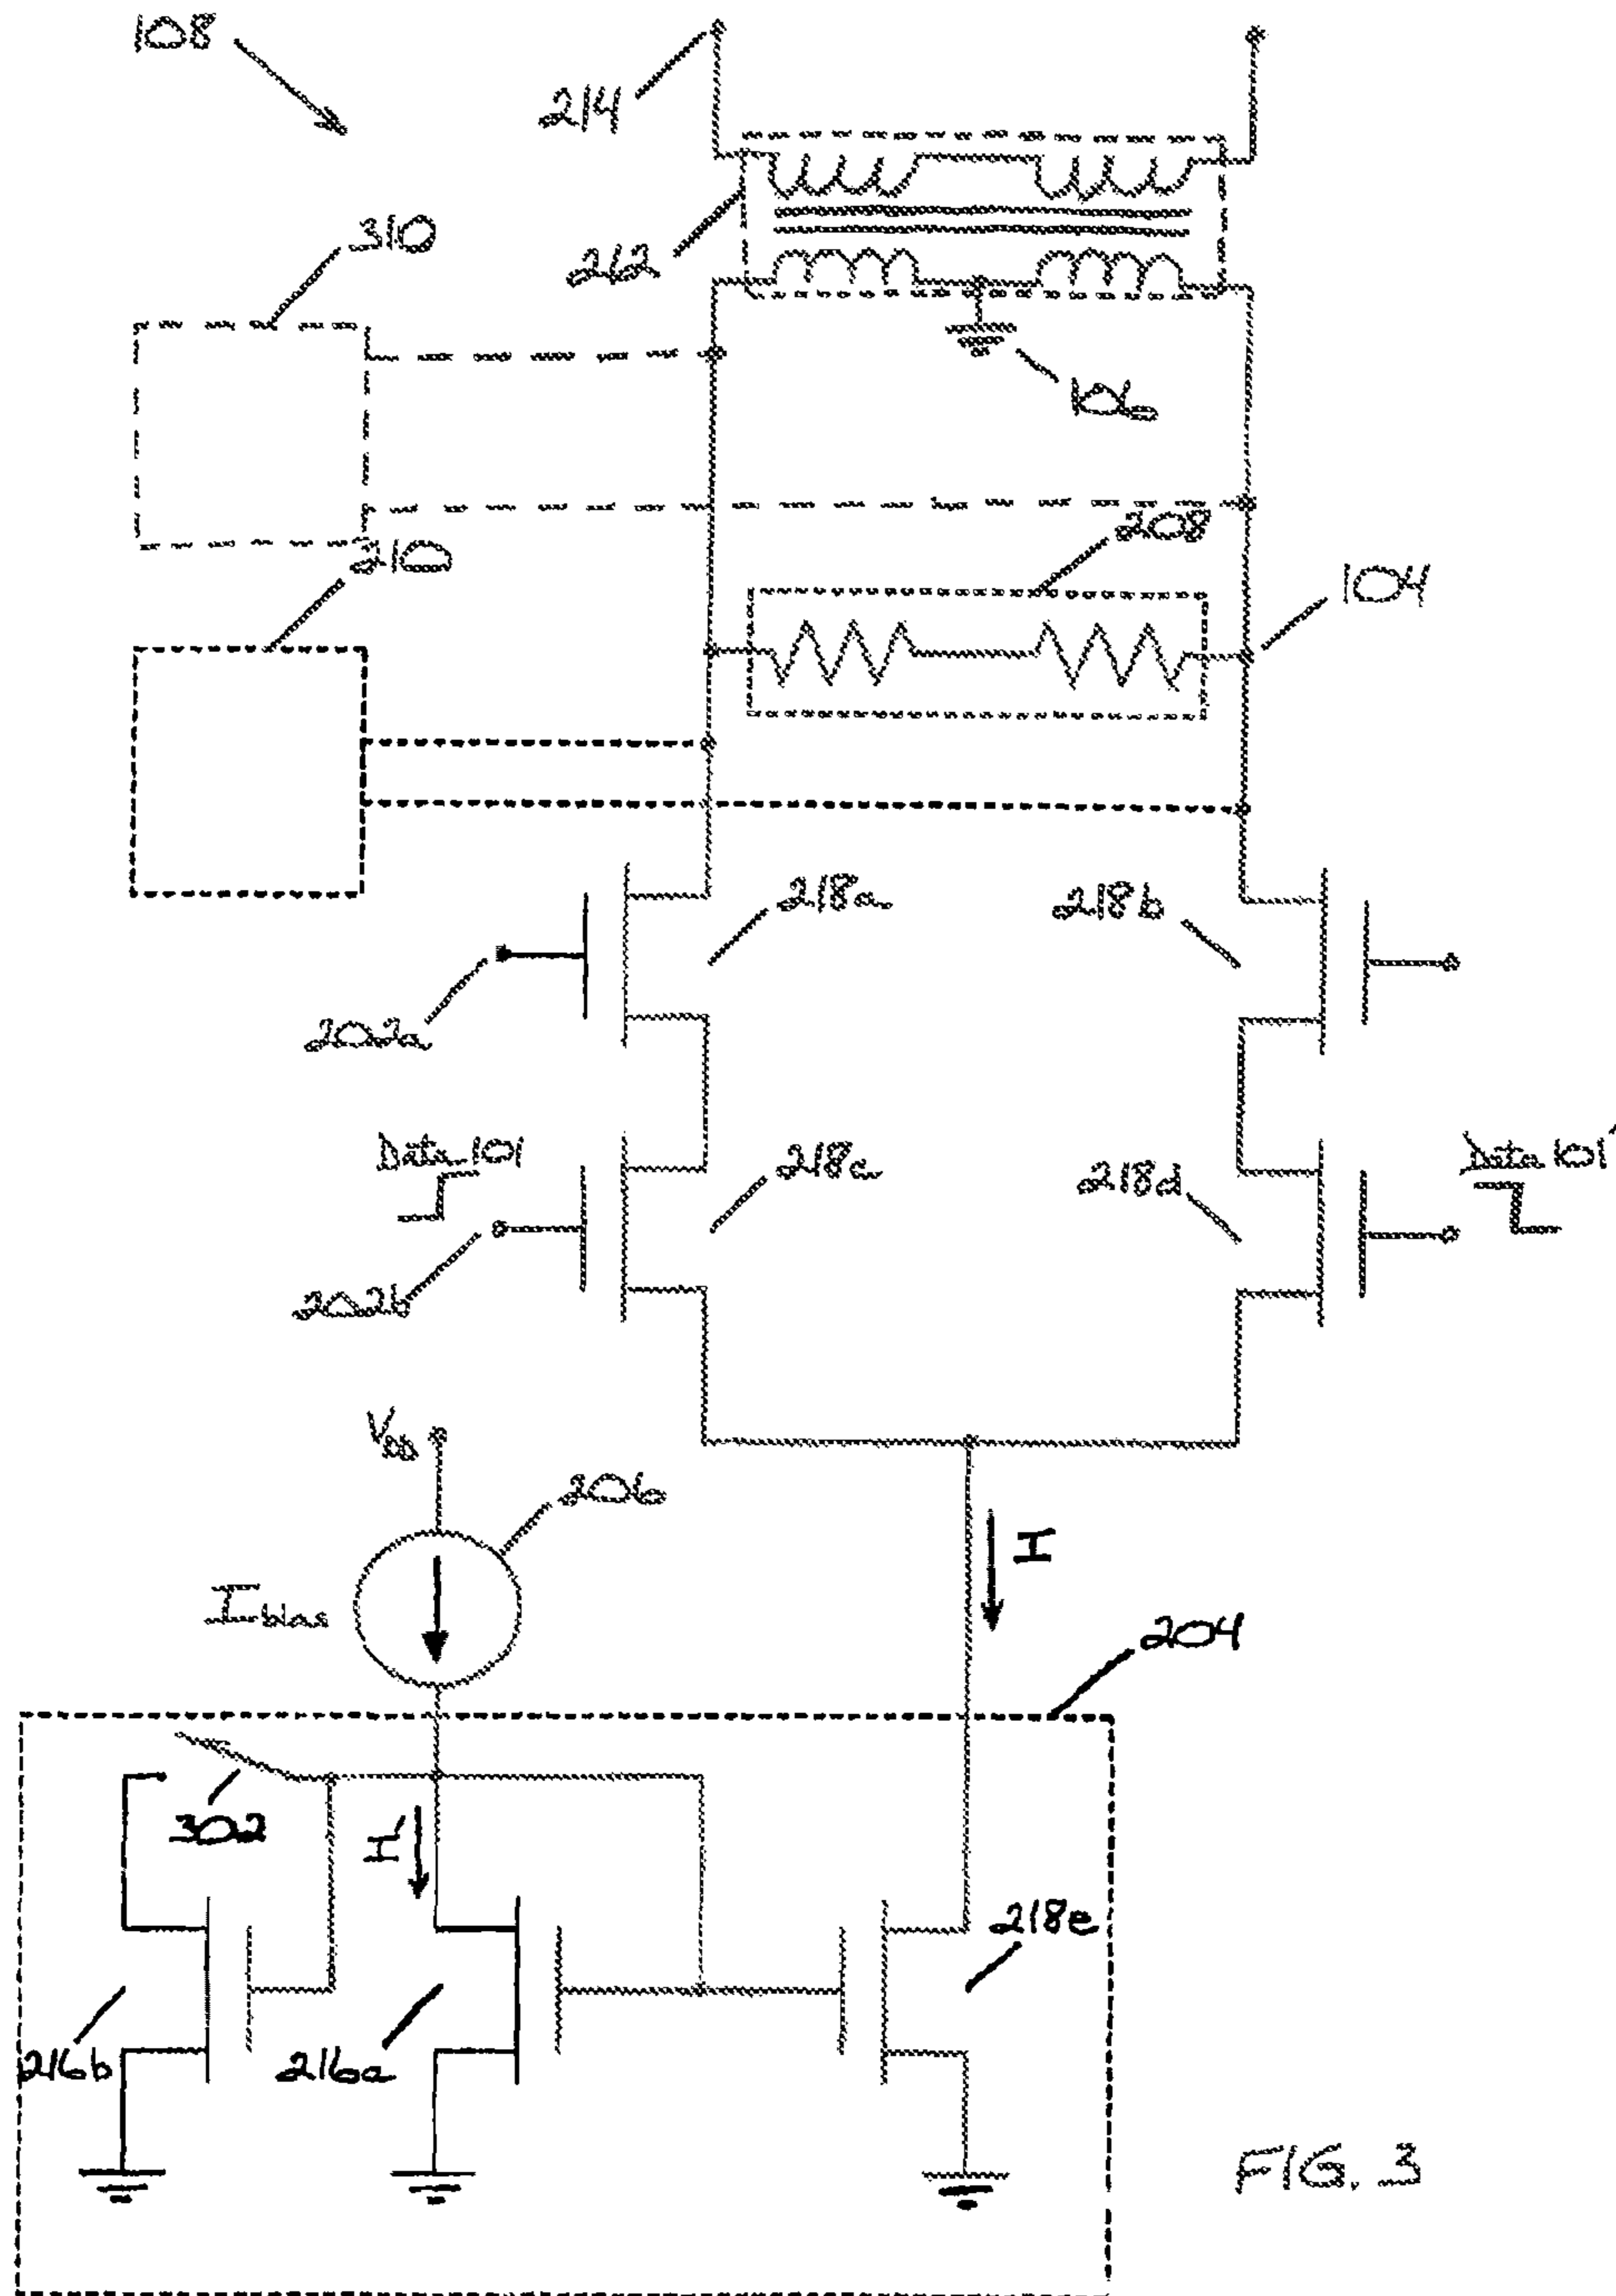 108
214
310
212
106
208
210
104
218a
218b
202a
Data 101
218c
218d
Data 101'
202b
VDD
206
I
Ibias
204
302
I'
218e
216b
216a
FIG. 3